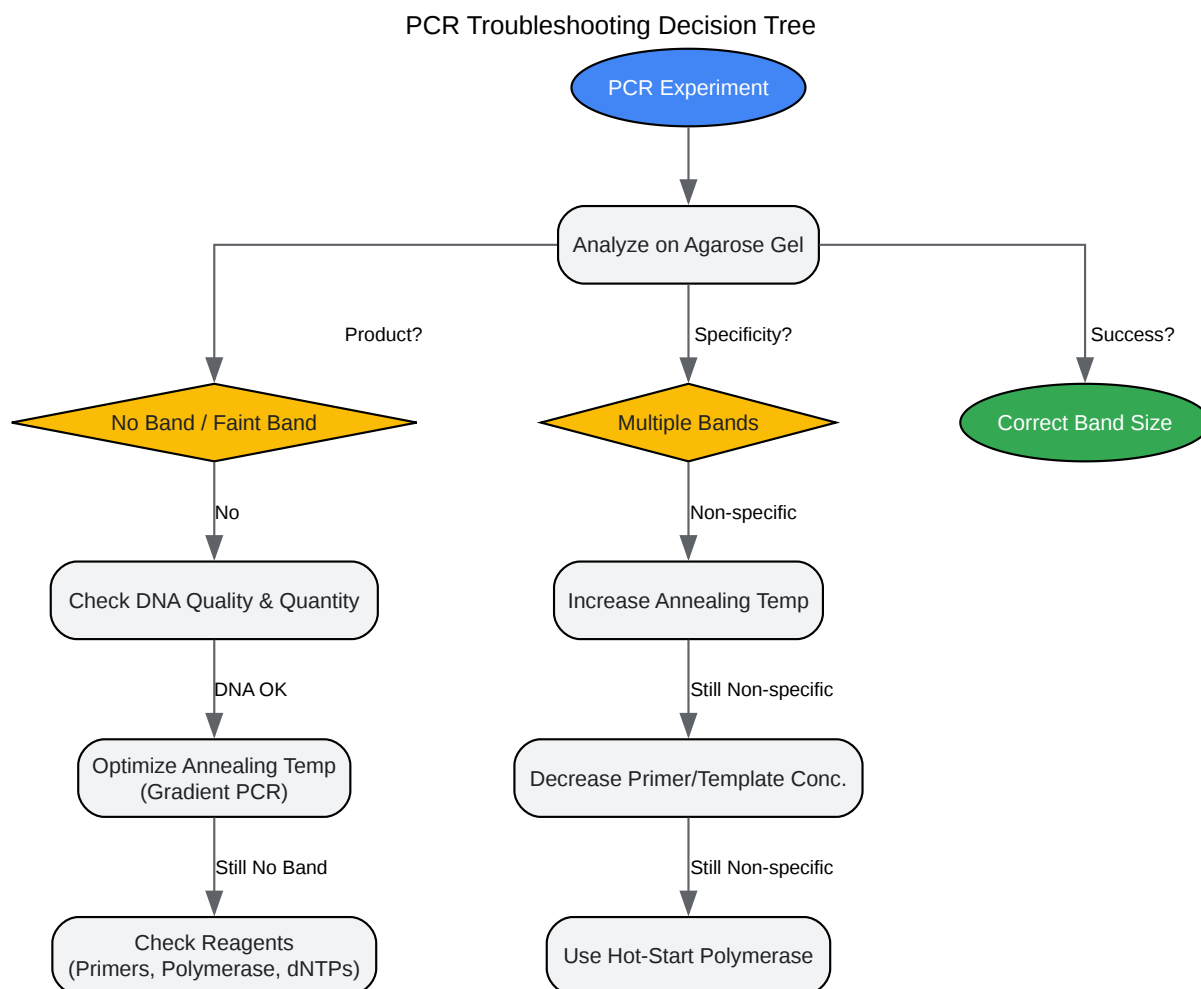 PCR Troubleshooting Decision Tree
PCR Experiment
Analyze on Agarose Gel
Product?
Specificity?
Success?
No Band / Faint Band
Multiple Bands
Correct Band Size
No
Non-specific
Check DNA Quality & Quantity
Increase Annealing Temp
DNA OK
Still Non-specific
Optimize Annealing Temp
(Gradient PCR)
Decrease Primer/Template Conc.
Still No Band
Still Non-specific
Check Reagents
(Primers, Polymerase, dNTPs)
Use Hot-Start Polymerase